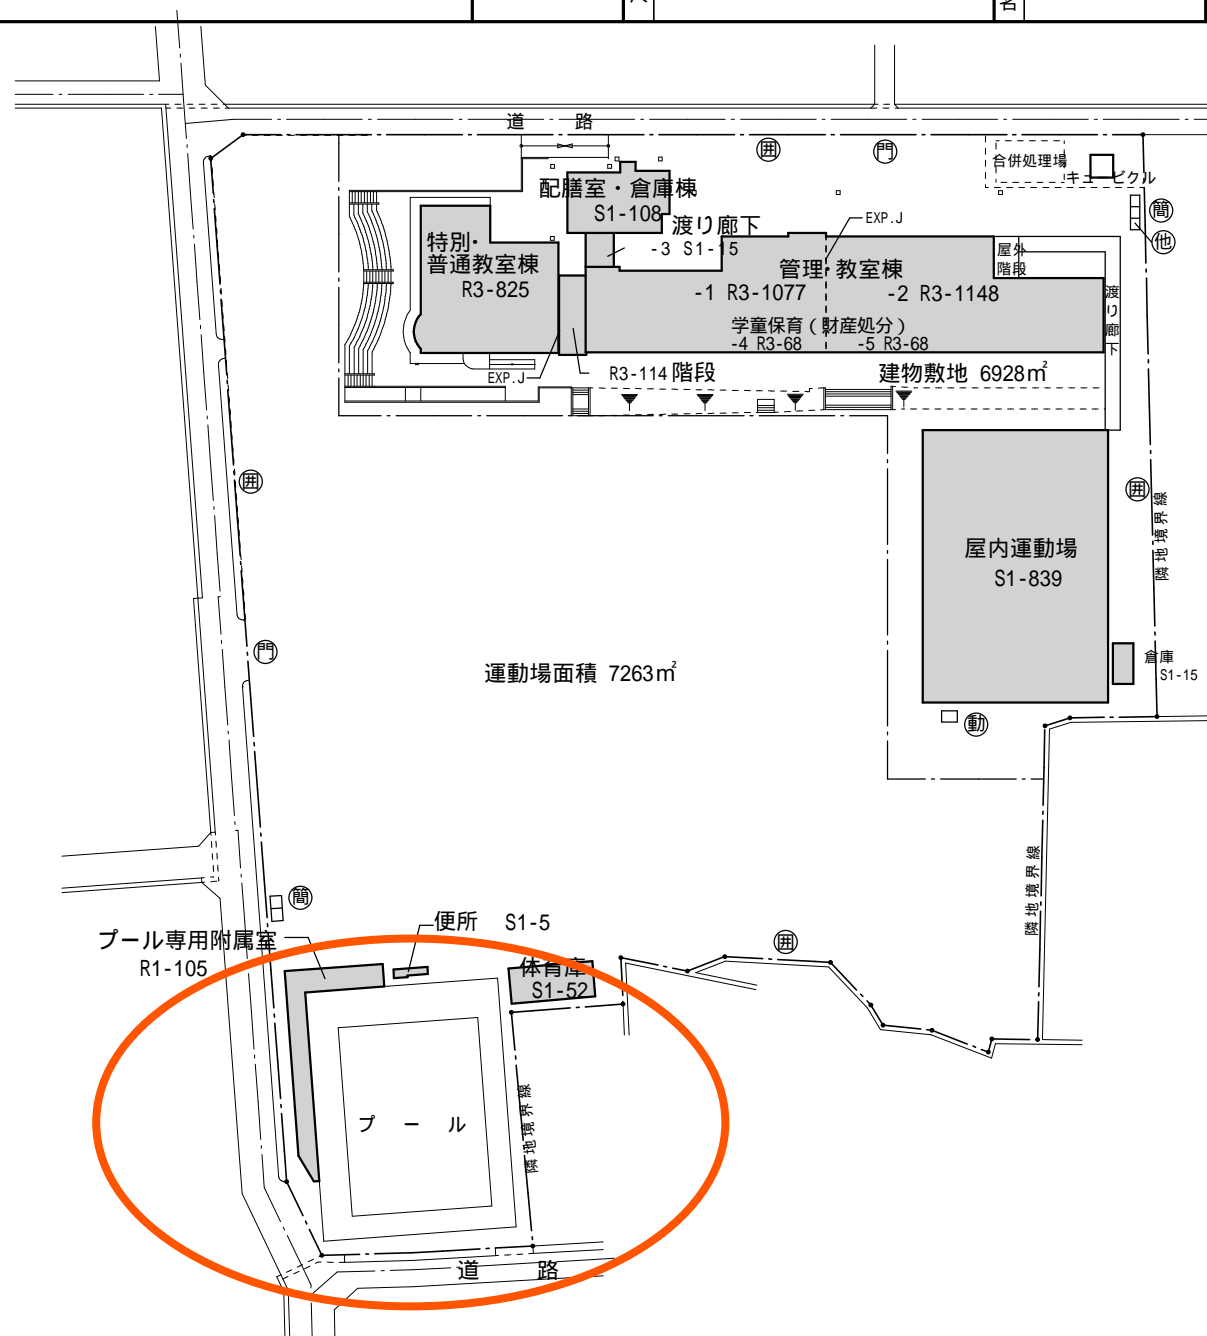 名
道 路
囲
門
合併処理場
キュービクル
簡
他
配膳室・倉庫棟
S1-108
渡り廊下
-3 S1-15
EXP.J
特別・
普通教室棟
R3-825
管理・教室棟
-1 R3-1077
-2 R3-1148
屋外
階段
渡り廊下
学童保育（財産処分）
-4 R3-68
-5 R3-68
EXP.J
R3-114 階段
建物敷地 6928㎡
囲
囲
隣地境界線
屋内運動場
S1-839
門
運動場面積 7263㎡
倉庫
S1-15
動
隣地境界線
簡
便所 S1-5
プール専用附属室
R1-105
体育庫
S1-52
囲
プール
隣地境界線
道 路